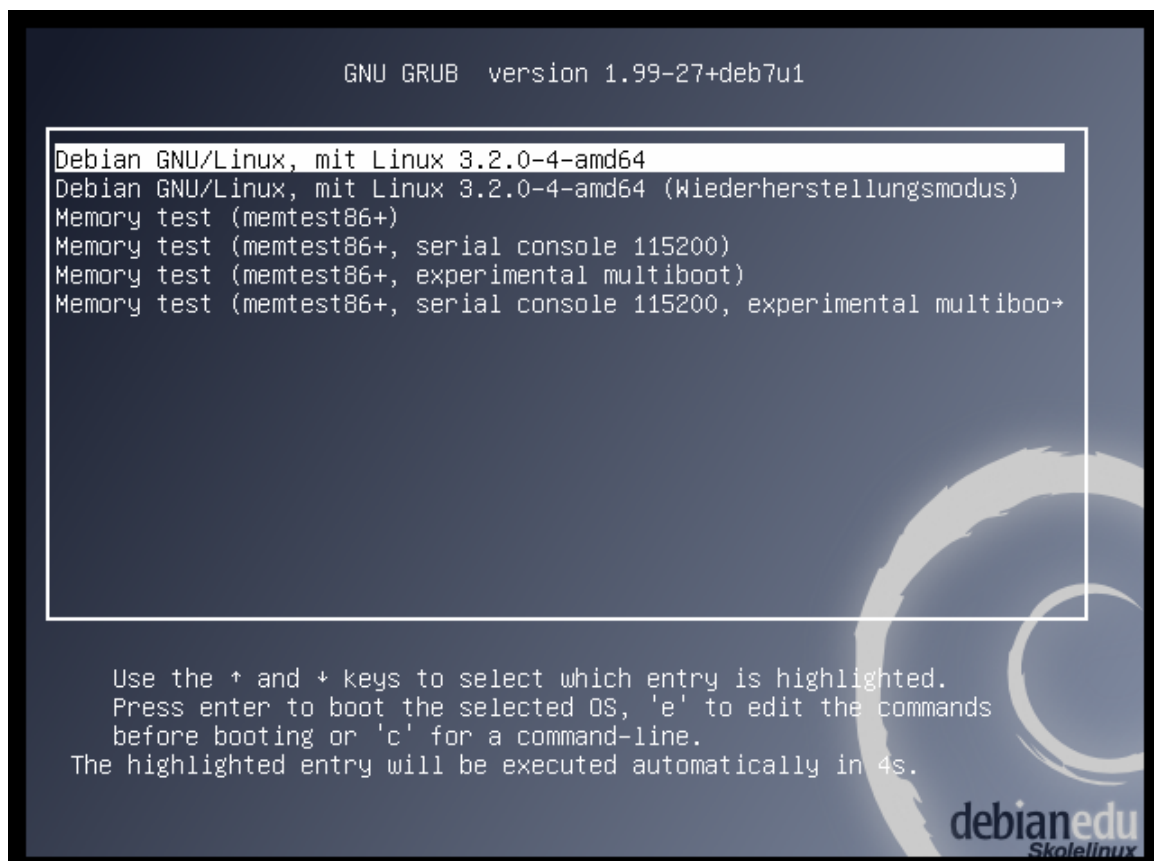 GNU GRUB  version 1.99-27+deb7u1
Debian GNU/Linux, mit Linux 3.2.0-4-amd64
Debian GNU/Linux, mit Linux 3.2.0-4-amd64 (Wiederherstellungsmodus)
Memory test (memtest86+)
Memory test (memtest86+, serial console 115200)
Memory test (memtest86+, experimental multiboot)
Memory test (memtest86+, serial console 115200, experimental multiboo→
Use the ↑ and ↓ keys to select which entry is highlighted.
Press enter to boot the selected OS, 'e' to edit the commands
before booting or 'c' for a command-line.
The highlighted entry will be executed automatically in 4s.
debianedu
Skolelinux